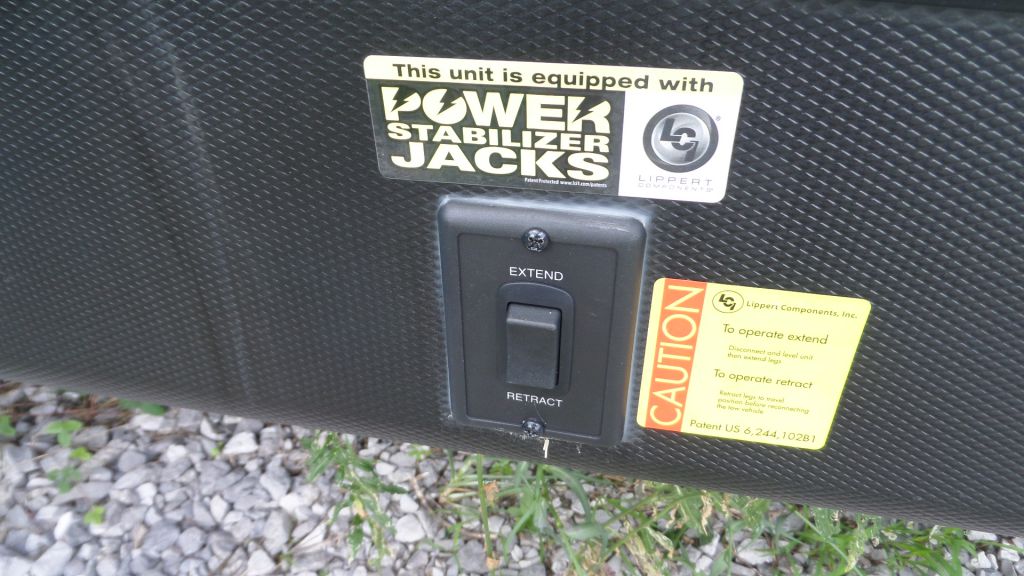 This unit is equipped with
POWER
STABILIZER
JACKS
Patent Protected www.lci1.com/patents
LCI
®
LIPPERT
COMPONENTS
EXTEND
RETRACT
CAUTION
LCI Lippert Components, Inc.
To operate extend
Disconnect and level unit
then extend legs
To operate retract
Retract legs to travel
position before reconnecting
the tow vehicle.
Patent US 6,244,102B1